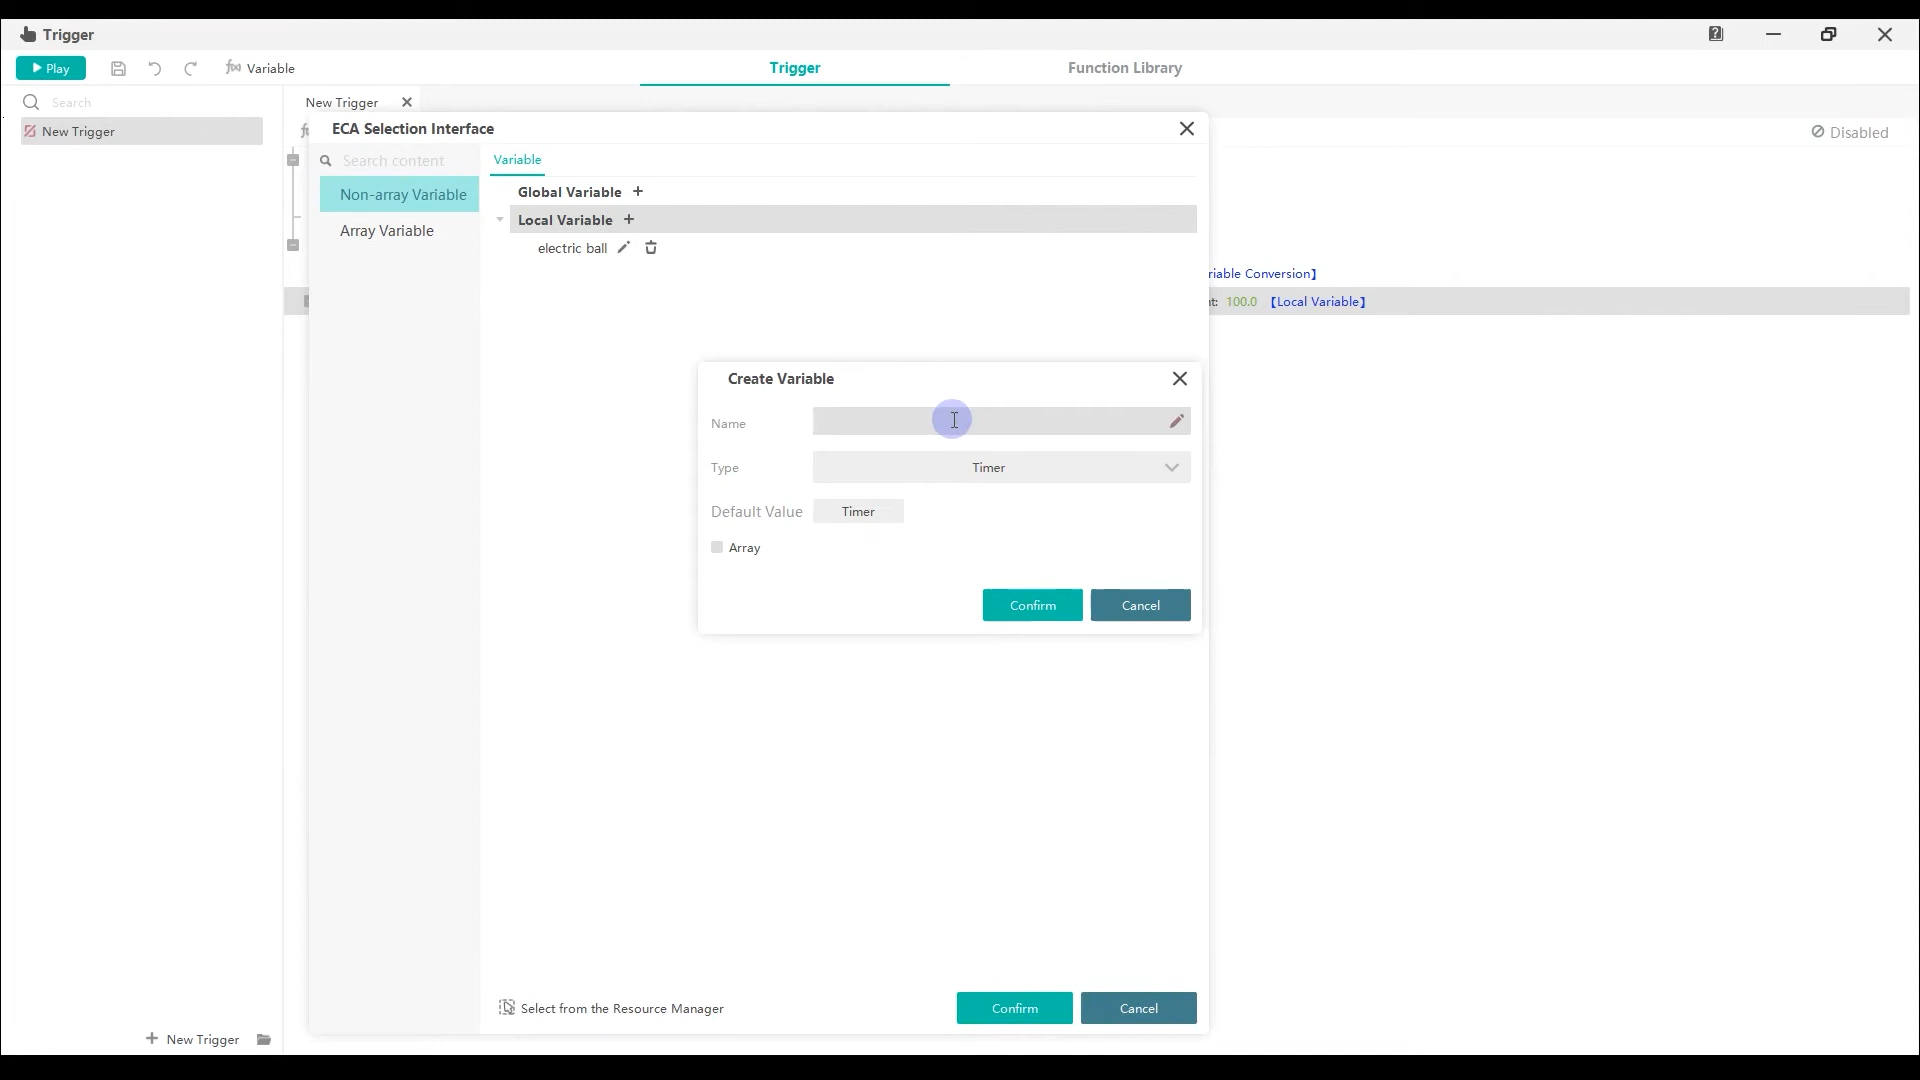 Trigger
Play
Variable
Trigger
Function Library
Search
New Trigger
New Trigger
Disabled
ECA Selection Interface
Search content
Non-array Variable
Array Variable
Variable
Global Variable +
Local Variable +
electric ball
riable Conversion】
nt: 100.0 【Local Variable】
Create Variable
Name
Type
Timer
Default Value
Timer
Array
Confirm
Cancel
Select from the Resource Manager
Confirm
Cancel
+ New Trigger